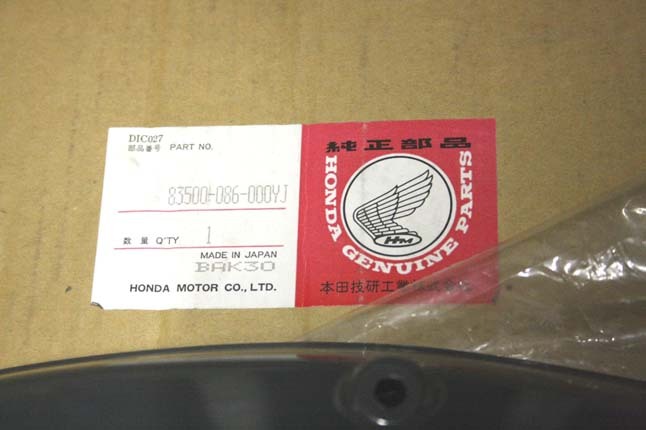 DIC027
部品番号 PART NO.
83500-086-000YJ
数量 Q'TY 1
MADE IN JAPAN
BAK30
HONDA MOTOR CO., LTD.
純正部品
HONDA GENUINE PARTS
HM
本田技研工業株式会社